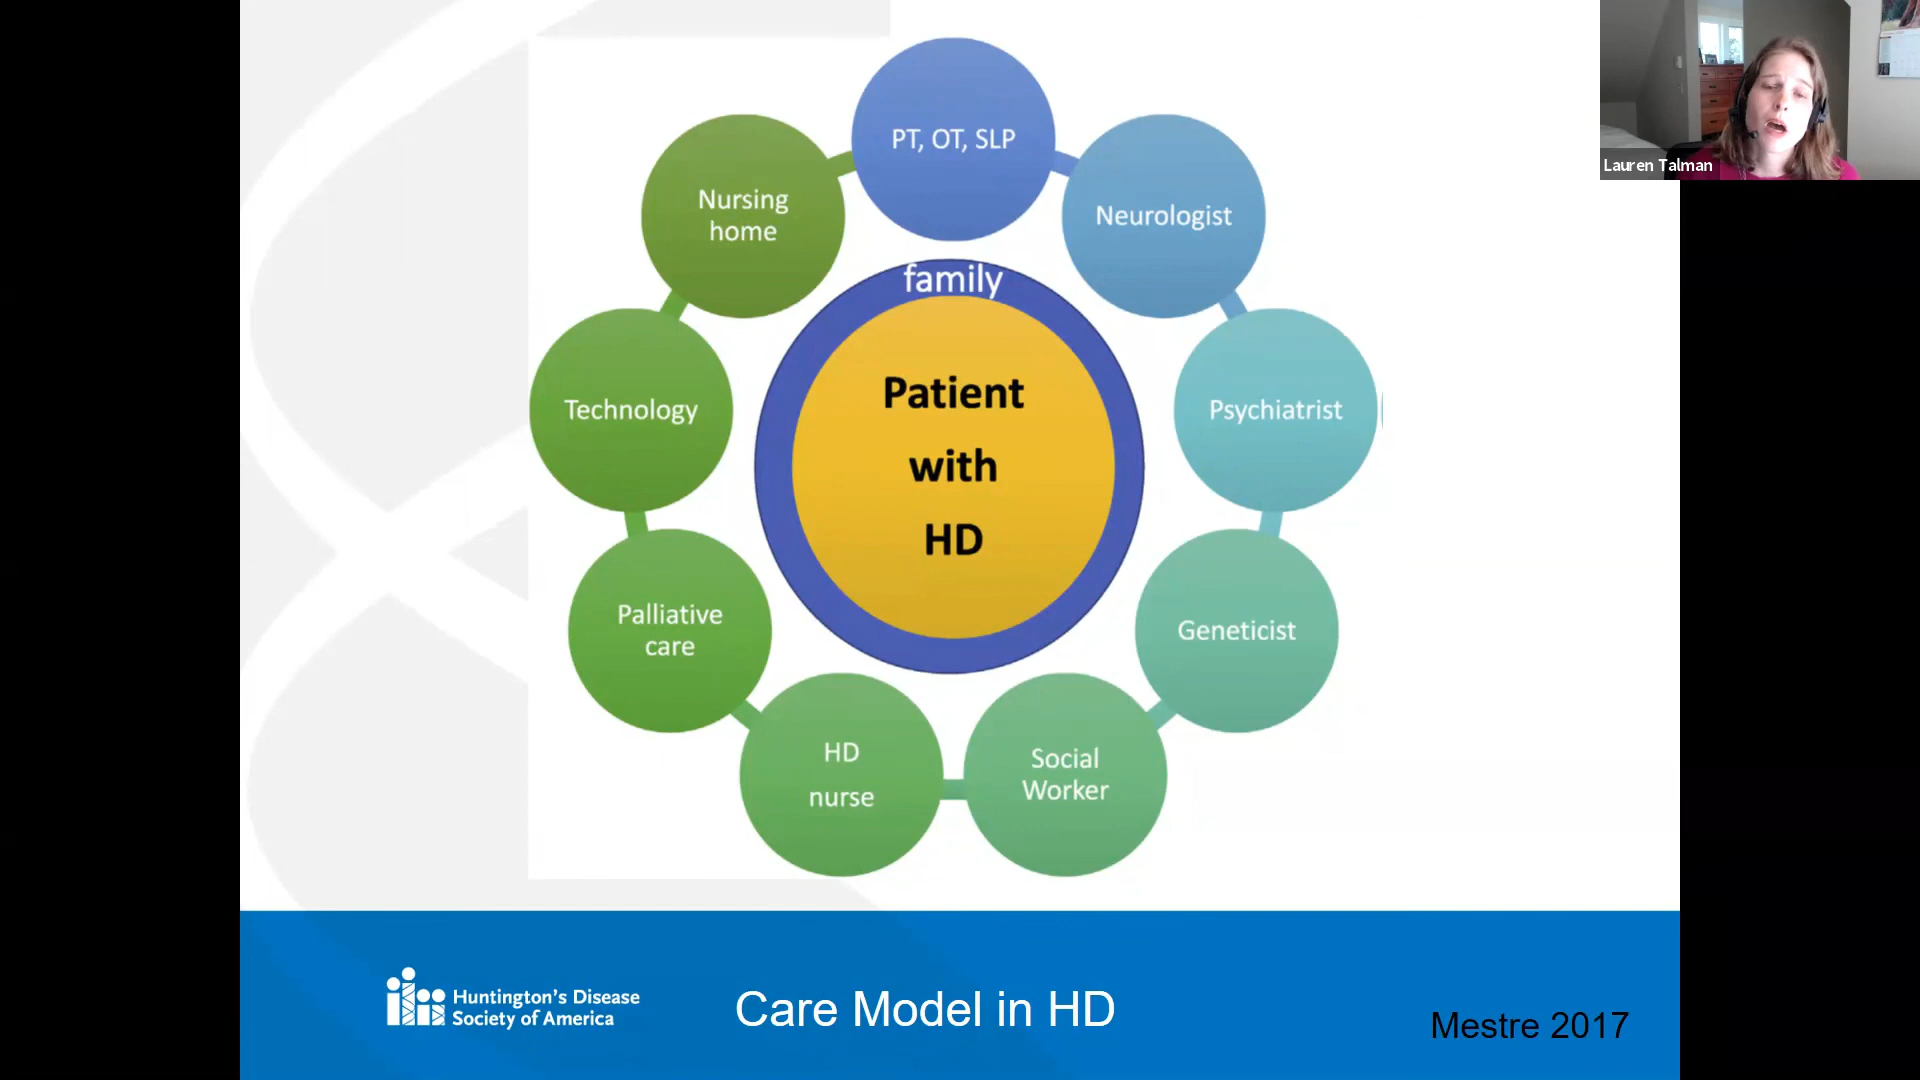 PT, OT, SLP
Neurologist
Psychiatrist
Geneticist
Social
Worker
HD
nurse
Palliative
care
Technology
Nursing
home
family
Patient
with
HD
Lauren Talman
Huntington's Disease
Society of America
Care Model in HD
Mestre 2017